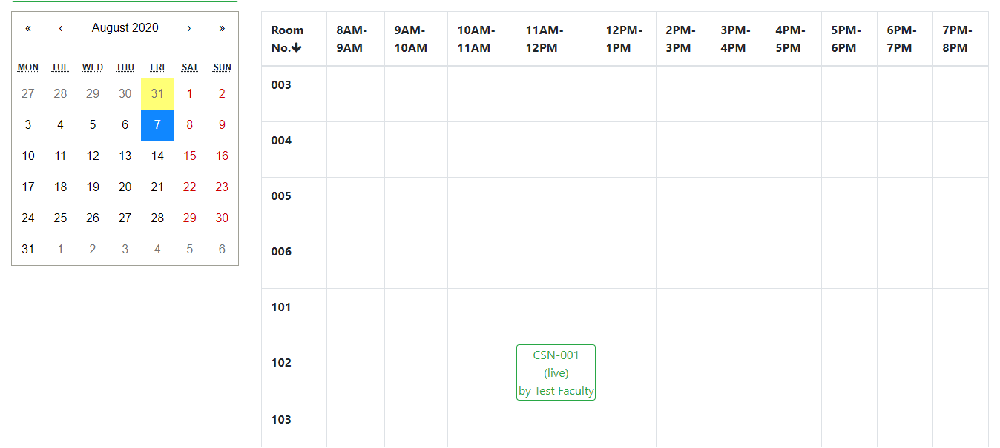 « ‹ August 2020 › »
MON TUE WED THU FRI SAT SUN
27 28 29 30 31 1 2
3 4 5 6 7 8 9
10 11 12 13 14 15 16
17 18 19 20 21 22 23
24 25 26 27 28 29 30
31 1 2 3 4 5 6
Room 8AM- 9AM- 10AM- 11AM- 12PM- 2PM- 3PM- 4PM- 5PM- 6PM- 7PM-
No.🡫 9AM 10AM 11AM 12PM 1PM 3PM 4PM 5PM 6PM 7PM 8PM
003
004
005
006
101
102
CSN-001
(live)
by Test Faculty
103